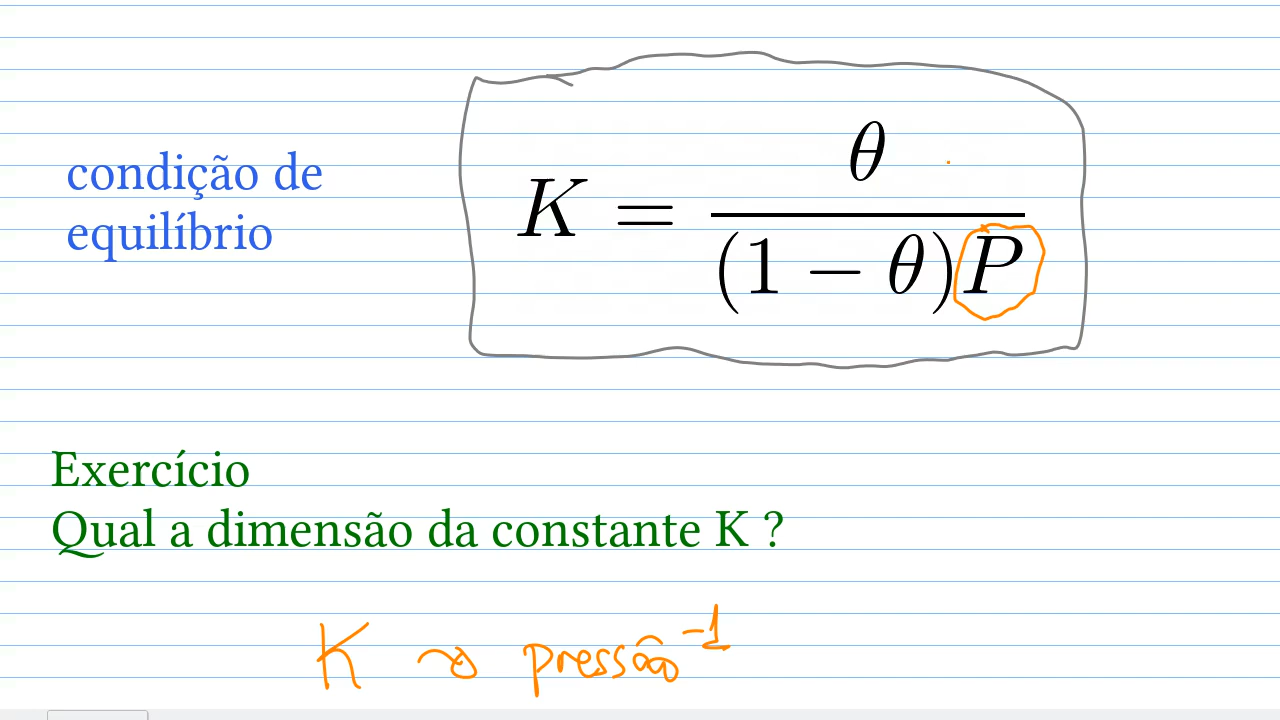 condição de
equilíbrio
K = θ / (1 − θ)P
Exercício
Qual a dimensão da constante K ?
K ~> pressão⁻¹